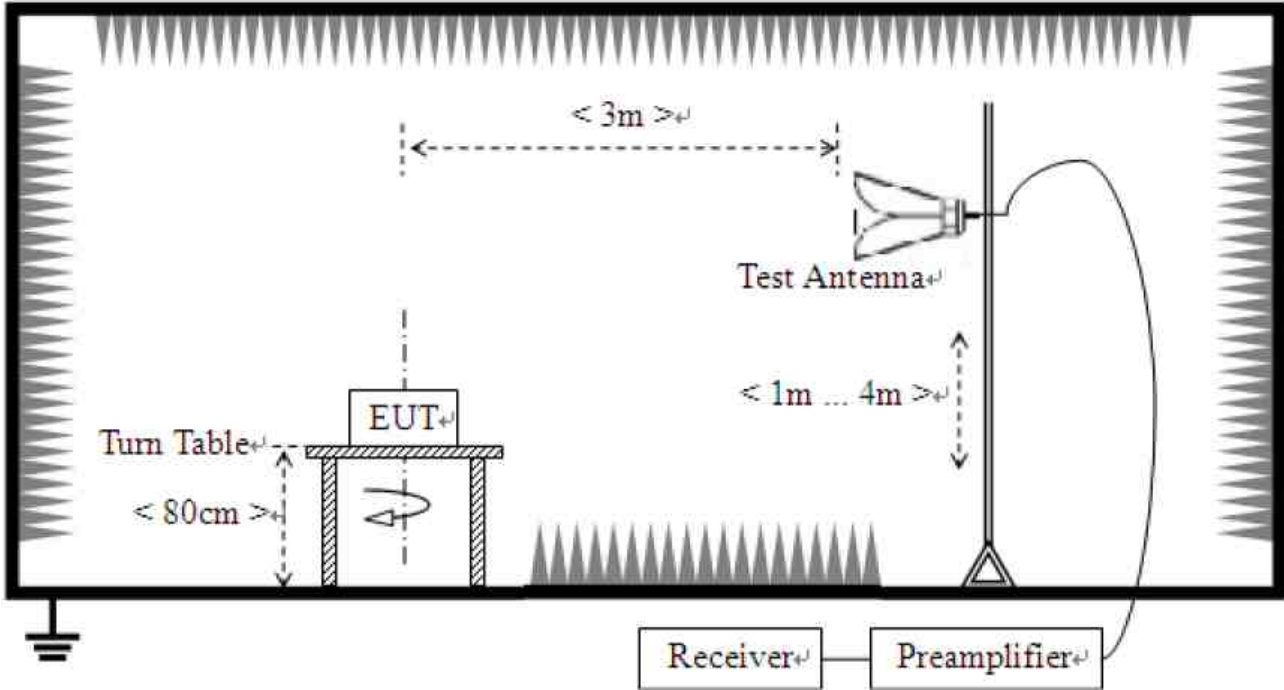 < 3m >↵
Test Antenna↵
< 1m ... 4m >↵
EUT↵
Turn Table↵
< 80cm >↵
Receiver↵
Preamplifier↵